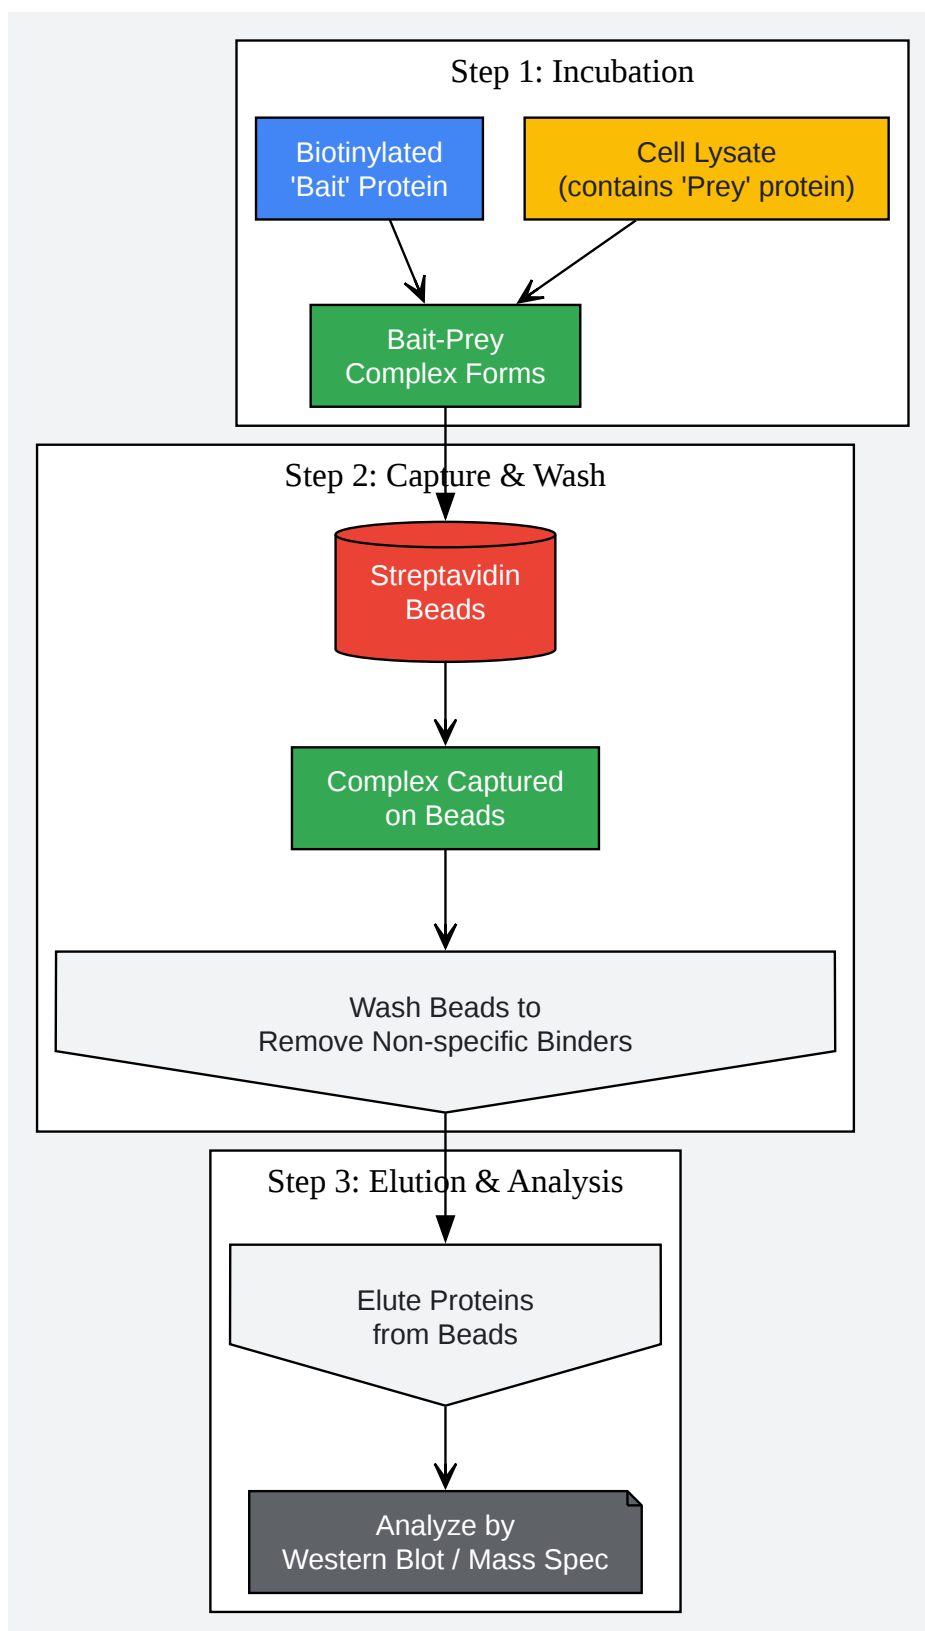 Step 1: Incubation
Biotinylated
'Bait' Protein
Cell Lysate
(contains 'Prey' protein)
Bait-Prey
Complex Forms
Step 2: Capture & Wash
Streptavidin
Beads
Complex Captured
on Beads
Wash Beads to
Remove Non-specific Binders
Step 3: Elution & Analysis
Elute Proteins
from Beads
Analyze by
Western Blot / Mass Spec